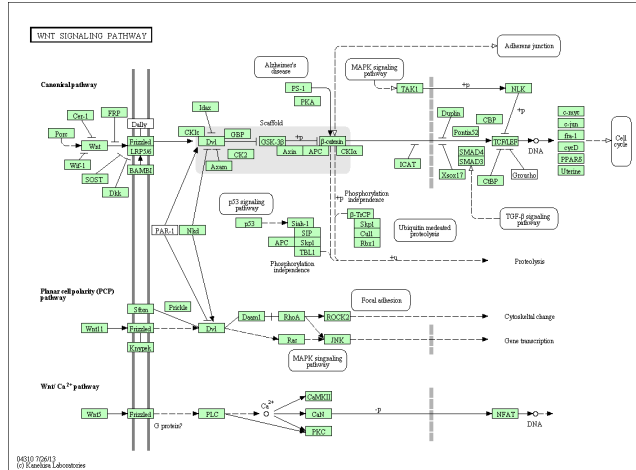 WNT SIGNALING PATHWAY
Adherens junction
Alzheimer's disease
MAPK signaling pathway
Canonical pathway
PS-1
PKA
TAK1
+p
NLK
Cer-1
FRP
Dally
Idax
Scaffold
Duplin
CBP
Pontin52
c-myc
c-jun
fra-1
cycD
PPARδ
Uterine
Cell cycle
Porc
Wnt
Frizzled
LRP5/6
CKIε
Dvl
GBP
GSK-3β
β-catenin
TCF/LEF
DNA
Wif-1
SOST
Dkk
BAMBI
CK2
Axam
Axin
APC
CKIα
ICAT
SMAD4
SMAD3
Xsox17
CtBP
Groucho
Phosphorylation independence
TGF-β signaling pathway
p53 signaling pathway
p53
Siah-1
SIP
APC
Skp1
TBL1
Phosphorylation independence
β-TrCP
Skp1
Cul1
Rbx1
Ubiquitin mediated proteolysis
+u
Proteolysis
PAR-1
Nkd
Planar cell polarity (PCP) pathway
Stbm
Prickle
Wnt11
Frizzled
Knypek
Dvl
Daam1
RhoA
ROCK2
Focal adhesion
Cytoskeltal change
Rac
JNK
Gene transcription
MAPK singnaling pathway
Wnt/ Ca2+ pathway
Wnt5
Frizzled
G protein?
PLC
Ca2+
CaMKII
CaN
PKC
-p
NFAT
DNA
04310 7/26/13
(c) Kanehisa Laboratories